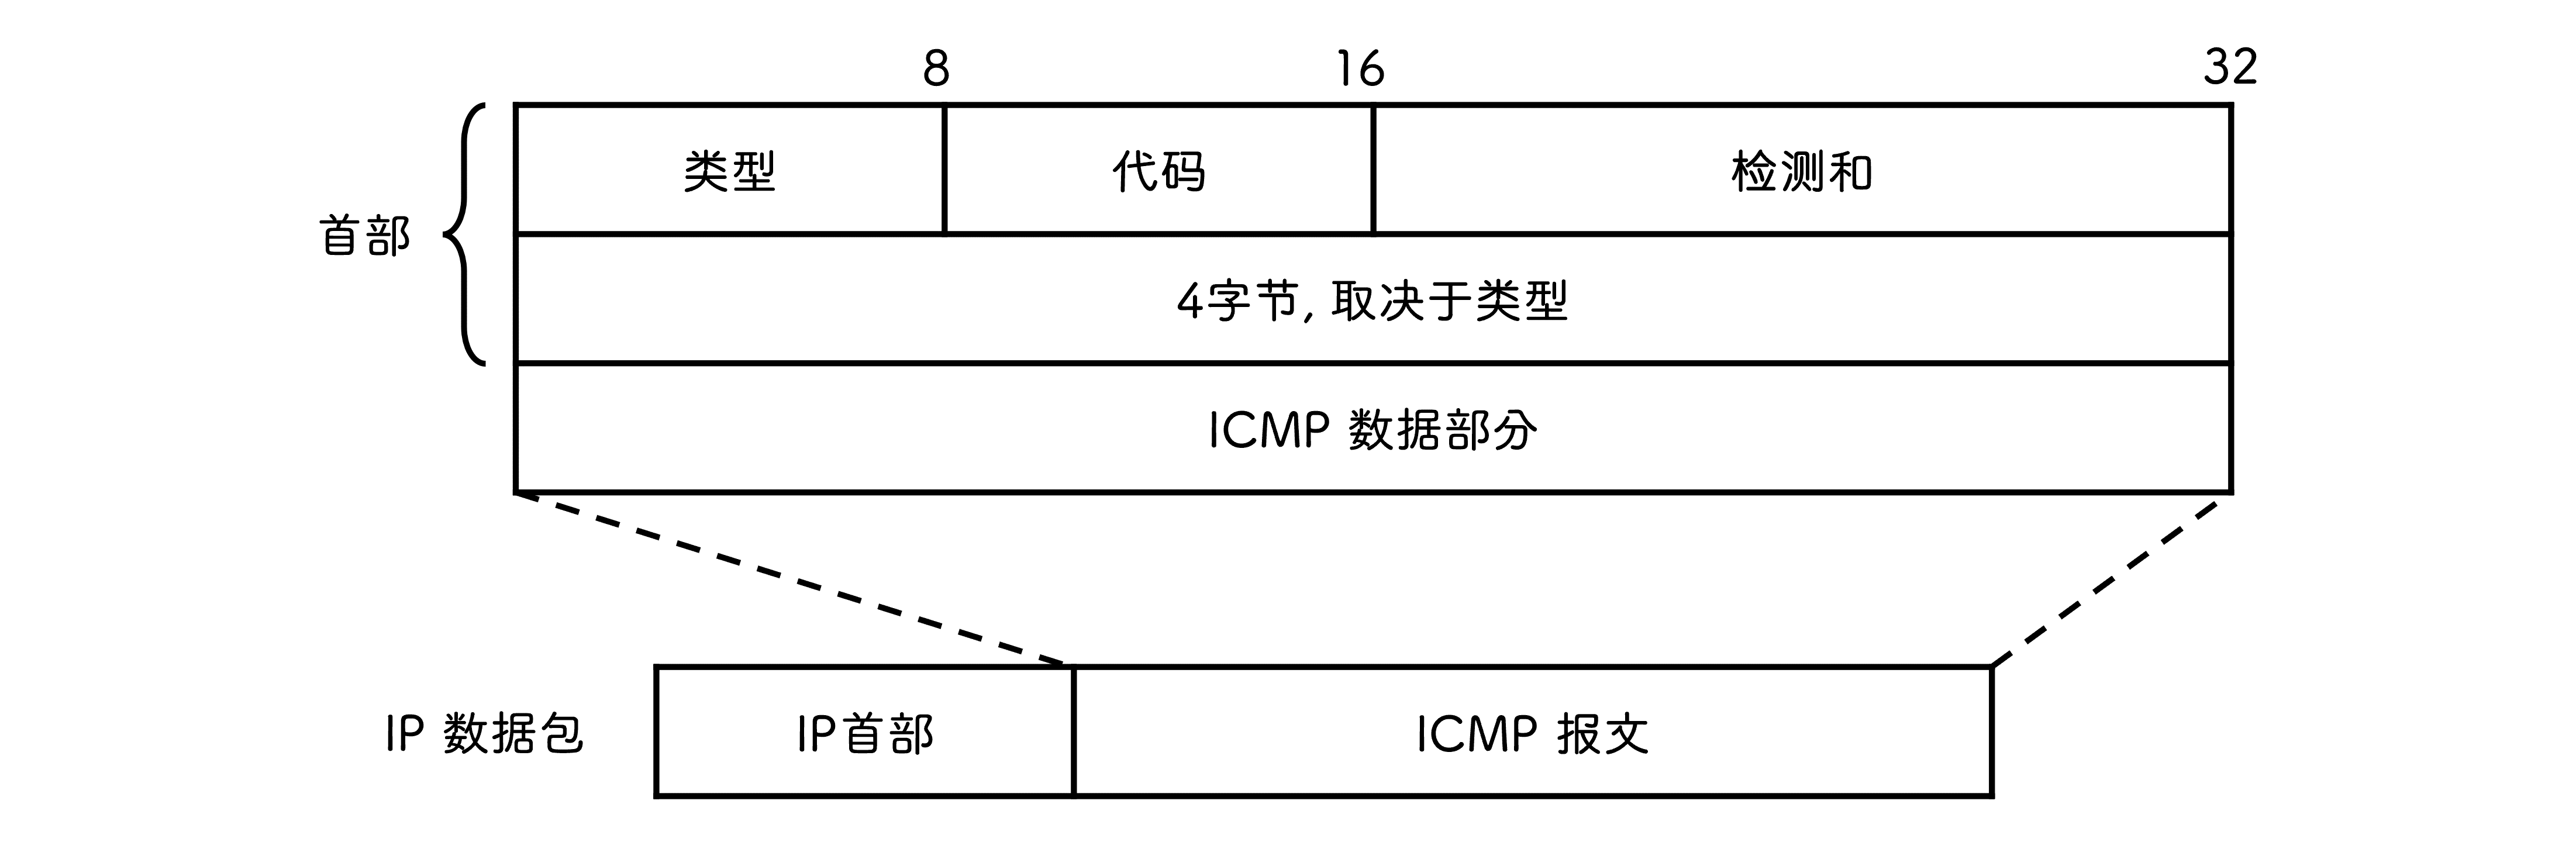 8 16 32
类型 代码 检测和
首部
4字节, 取决于类型
ICMP 数据部分
IP 数据包 IP首部 ICMP 报文